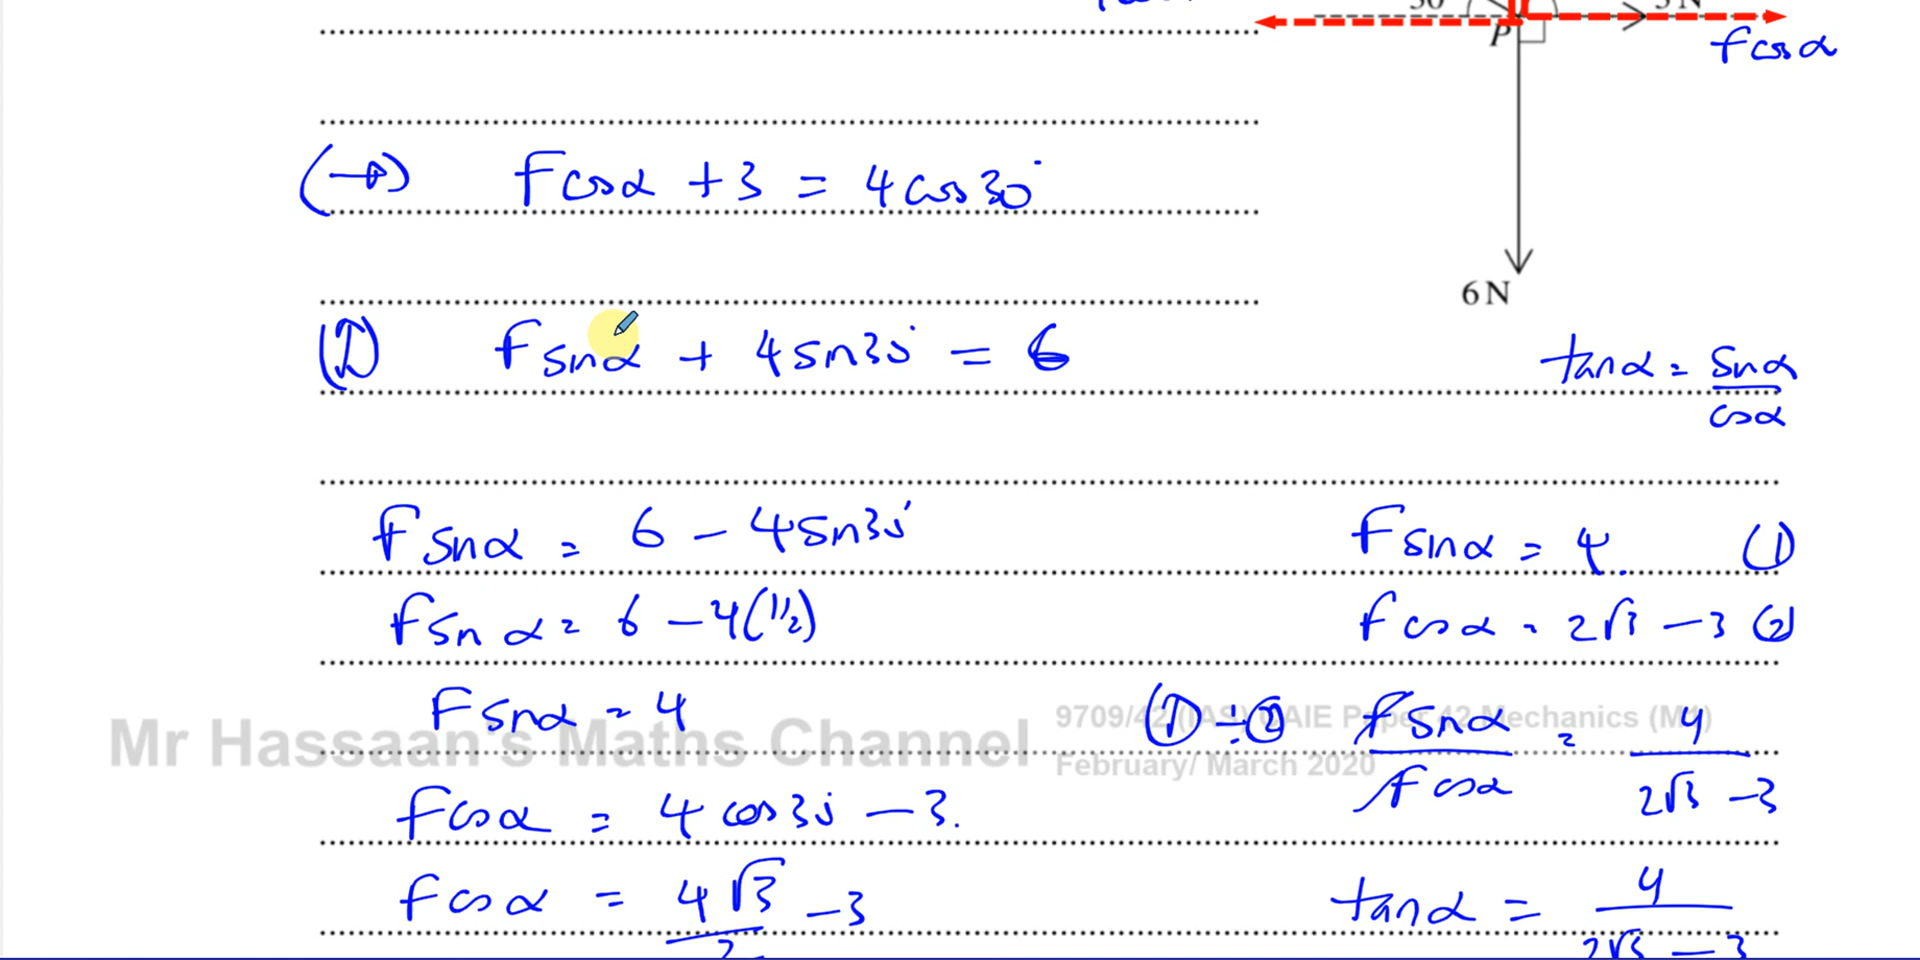 30
3 N
P
F cos α
(→) F cos α + 3 = 4 cos 30°
6 N
(↑) F sin α + 4 sin 30° = 6
tan α = sin α / cos α
F sin α = 6 − 4 sin 30°
F sin α = 4 (1)
F sin α = 6 − 4(1/2)
F cos α = 2√3 − 3 (2)
F sin α = 4
(1) ÷ (2) F sin α / F cos α = 4 / 2√3 − 3
Mr Hassaan's Maths Channel
9709/42 (AS) CAIE Paper 42 Mechanics (M1)
February/ March 2020
F cos α = 4 cos 30° − 3.
F cos α = 4√3 / 2 − 3
tan α = 4 / 2√3 − 3